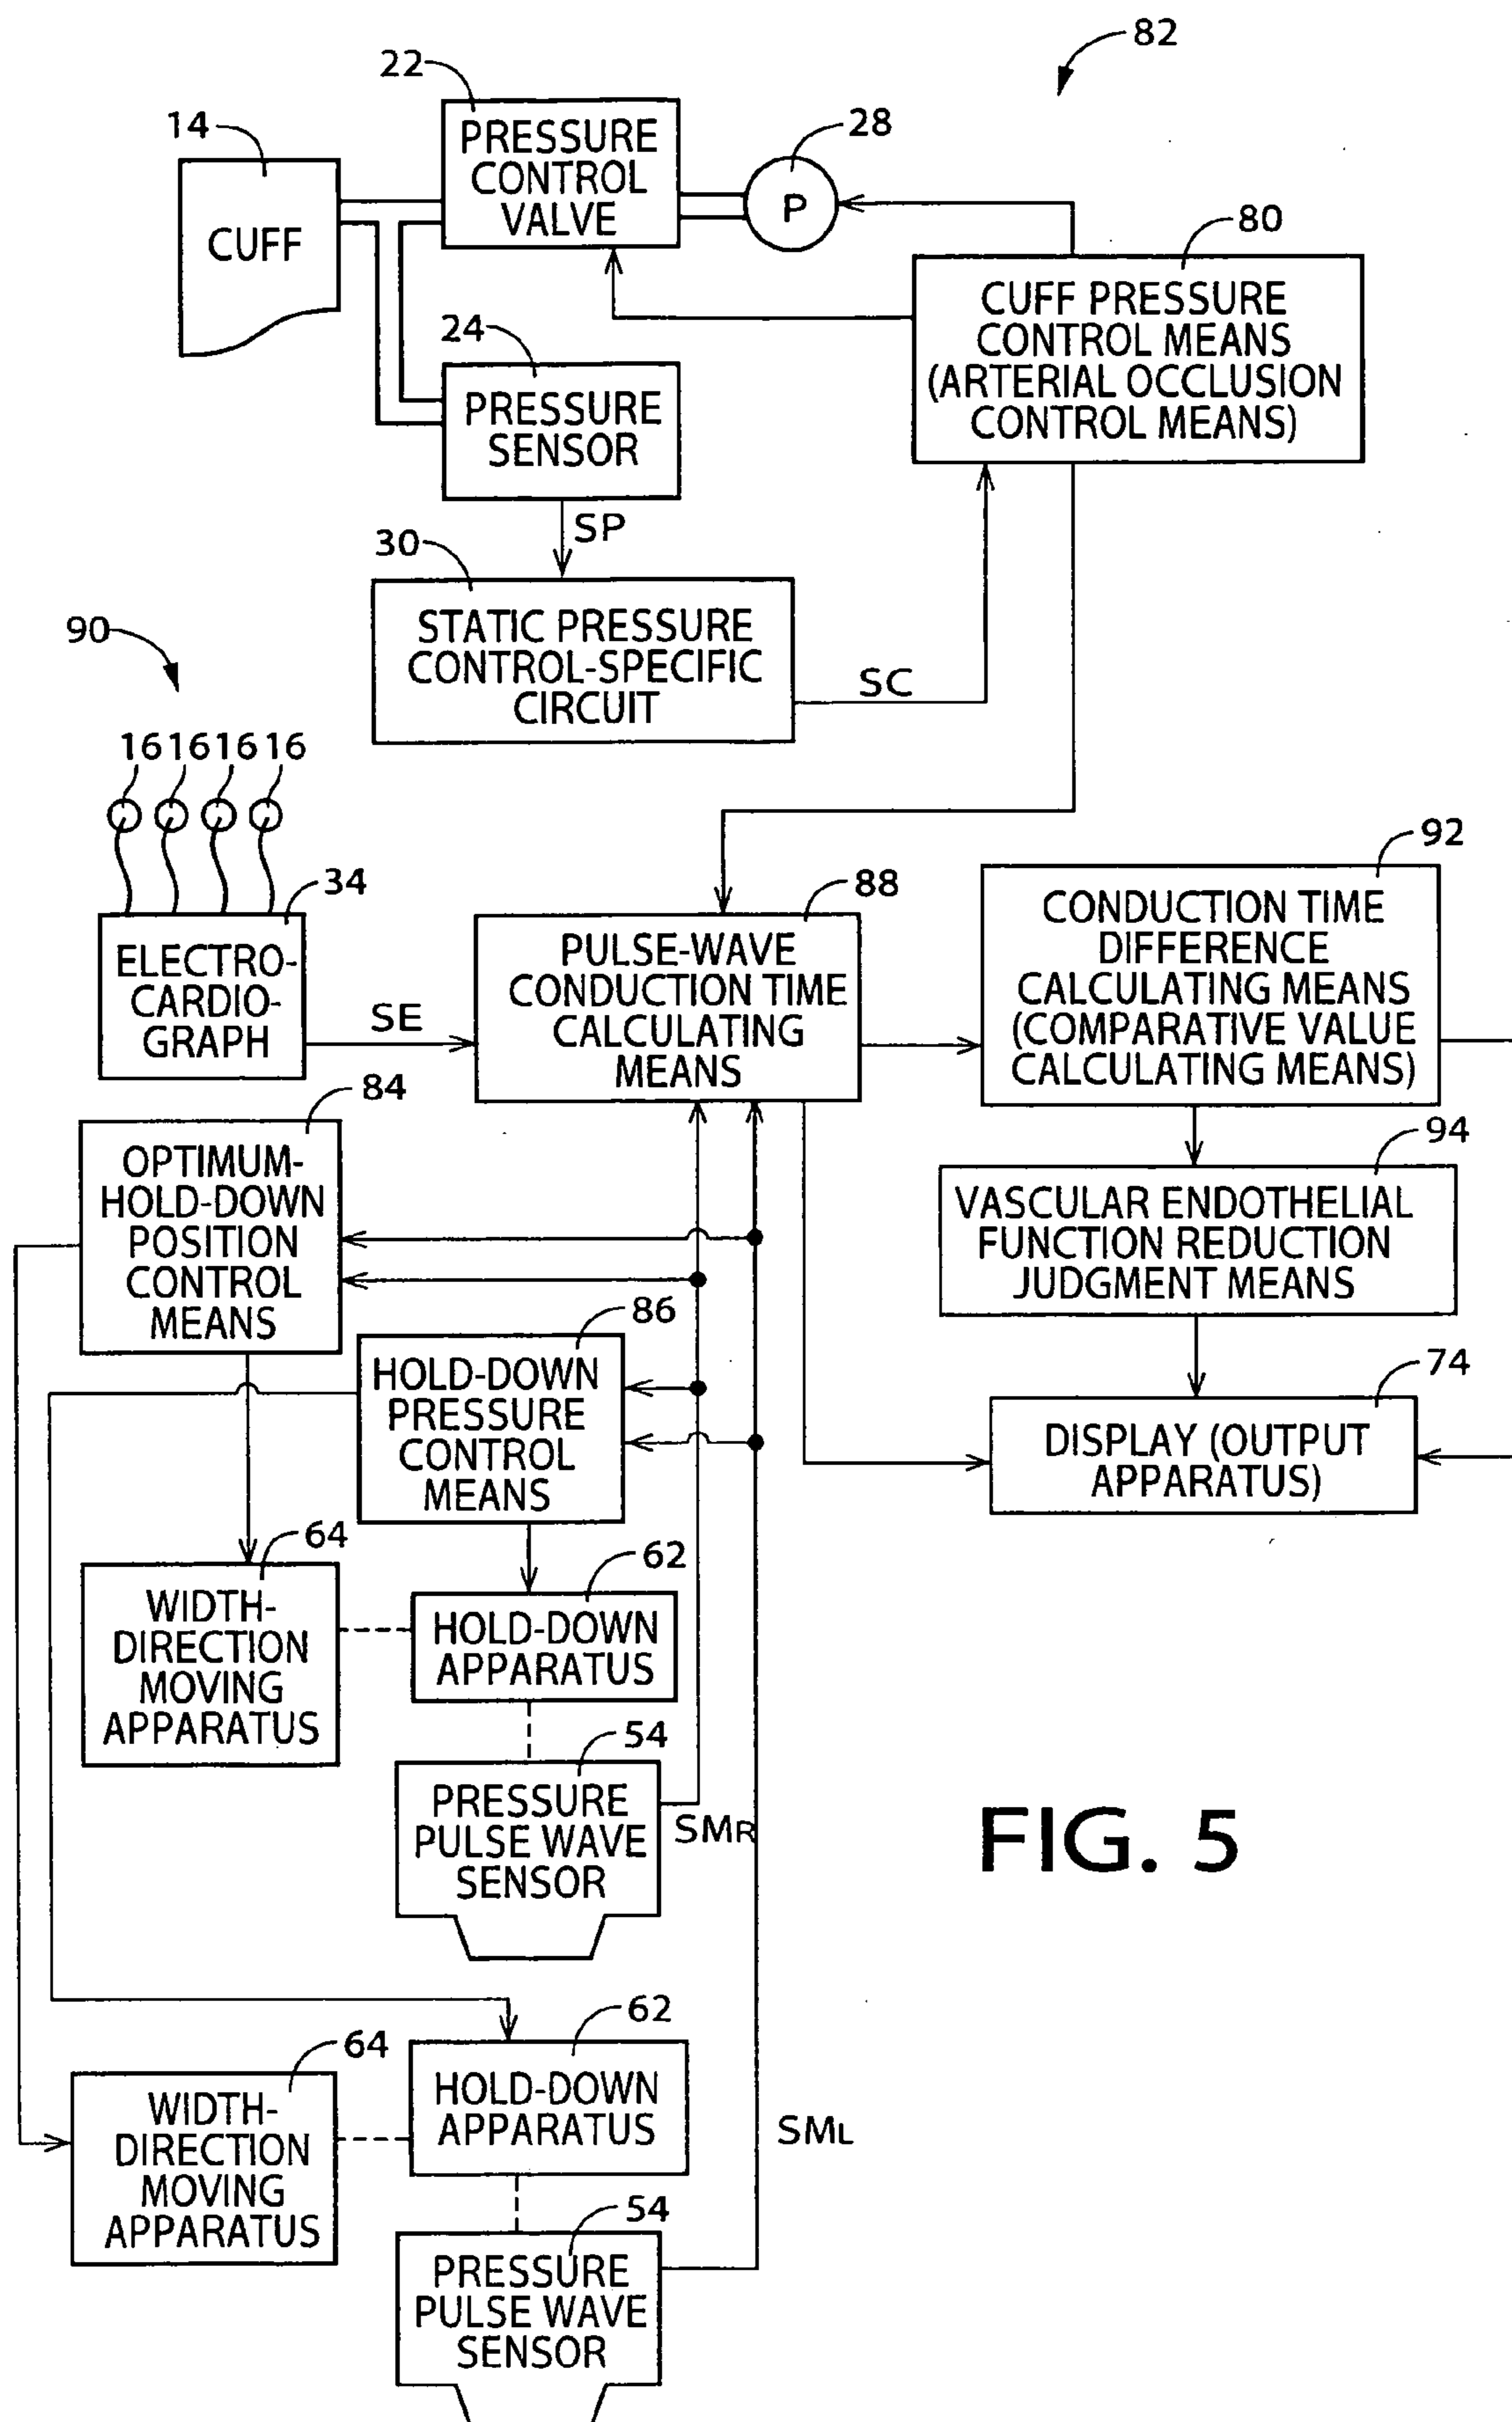 82
22
14
PRESSURE
CONTROL
VALVE
28
P
CUFF
80
CUFF PRESSURE
CONTROL MEANS
(ARTERIAL OCCLUSION
CONTROL MEANS)
24
PRESSURE
SENSOR
SP
30
STATIC PRESSURE
CONTROL-SPECIFIC
CIRCUIT
SC
90
16 16 16 16
34
ELECTRO-
CARDIO-
GRAPH
SE
88
PULSE-WAVE
CONDUCTION TIME
CALCULATING
MEANS
92
CONDUCTION TIME
DIFFERENCE
CALCULATING MEANS
(COMPARATIVE VALUE
CALCULATING MEANS)
84
OPTIMUM-
HOLD-DOWN
POSITION
CONTROL
MEANS
94
VASCULAR ENDOTHELIAL
FUNCTION REDUCTION
JUDGMENT MEANS
86
HOLD-DOWN
PRESSURE
CONTROL
MEANS
74
DISPLAY (OUTPUT
APPARATUS)
64
WIDTH-
DIRECTION
MOVING
APPARATUS
62
HOLD-DOWN
APPARATUS
54
PRESSURE
PULSE WAVE
SENSOR
SMR
FIG. 5
62
HOLD-DOWN
APPARATUS
64
WIDTH-
DIRECTION
MOVING
APPARATUS
SML
54
PRESSURE
PULSE WAVE
SENSOR